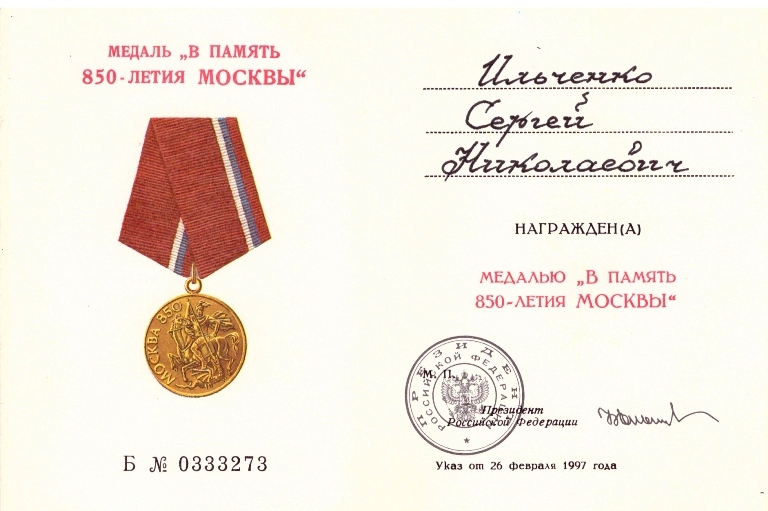 МЕДАЛЬ „В ПАМЯТЬ
850-ЛЕТИЯ МОСКВЫ“
МОСКВА 850
Б № 0333273
Ильченко
Сергей
Николаевич
НАГРАЖДЕН(А)
МЕДАЛЬЮ „В ПАМЯТЬ
850-ЛЕТИЯ МОСКВЫ“
ПРЕЗИДЕНТ
РОССИЙСКОЙ ФЕДЕРАЦИИ
М. П.
Президент
Российской Федерации
Указ от 26 февраля 1997 года